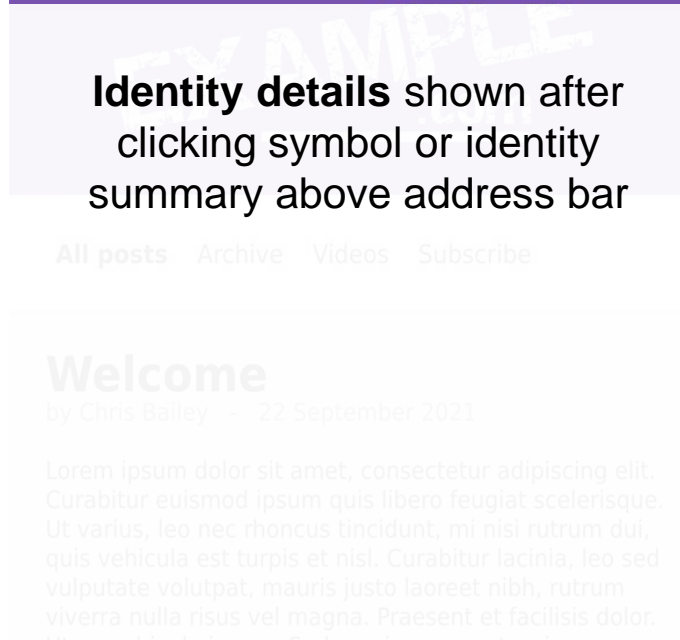 EXAMPLE
.com
Identity details shown after
clicking symbol or identity
summary above address bar
All posts Archive Videos Subscribe
Welcome
by Chris Bailey - 22 September 2021
Lorem ipsum dolor sit amet, consectetur adipiscing elit.
Curabitur euismod ipsum quis libero feugiat scelerisque.
Ut varius, leo nec rhoncus tincidunt, mi nisi rutrum dui,
quis vehicula est turpis et nisl. Curabitur lacinia, leo sed
vulputate volutpat, mauris justo laoreet nibh, rutrum
viverra nulla risus vel magna. Praesent et facilisis dolor.